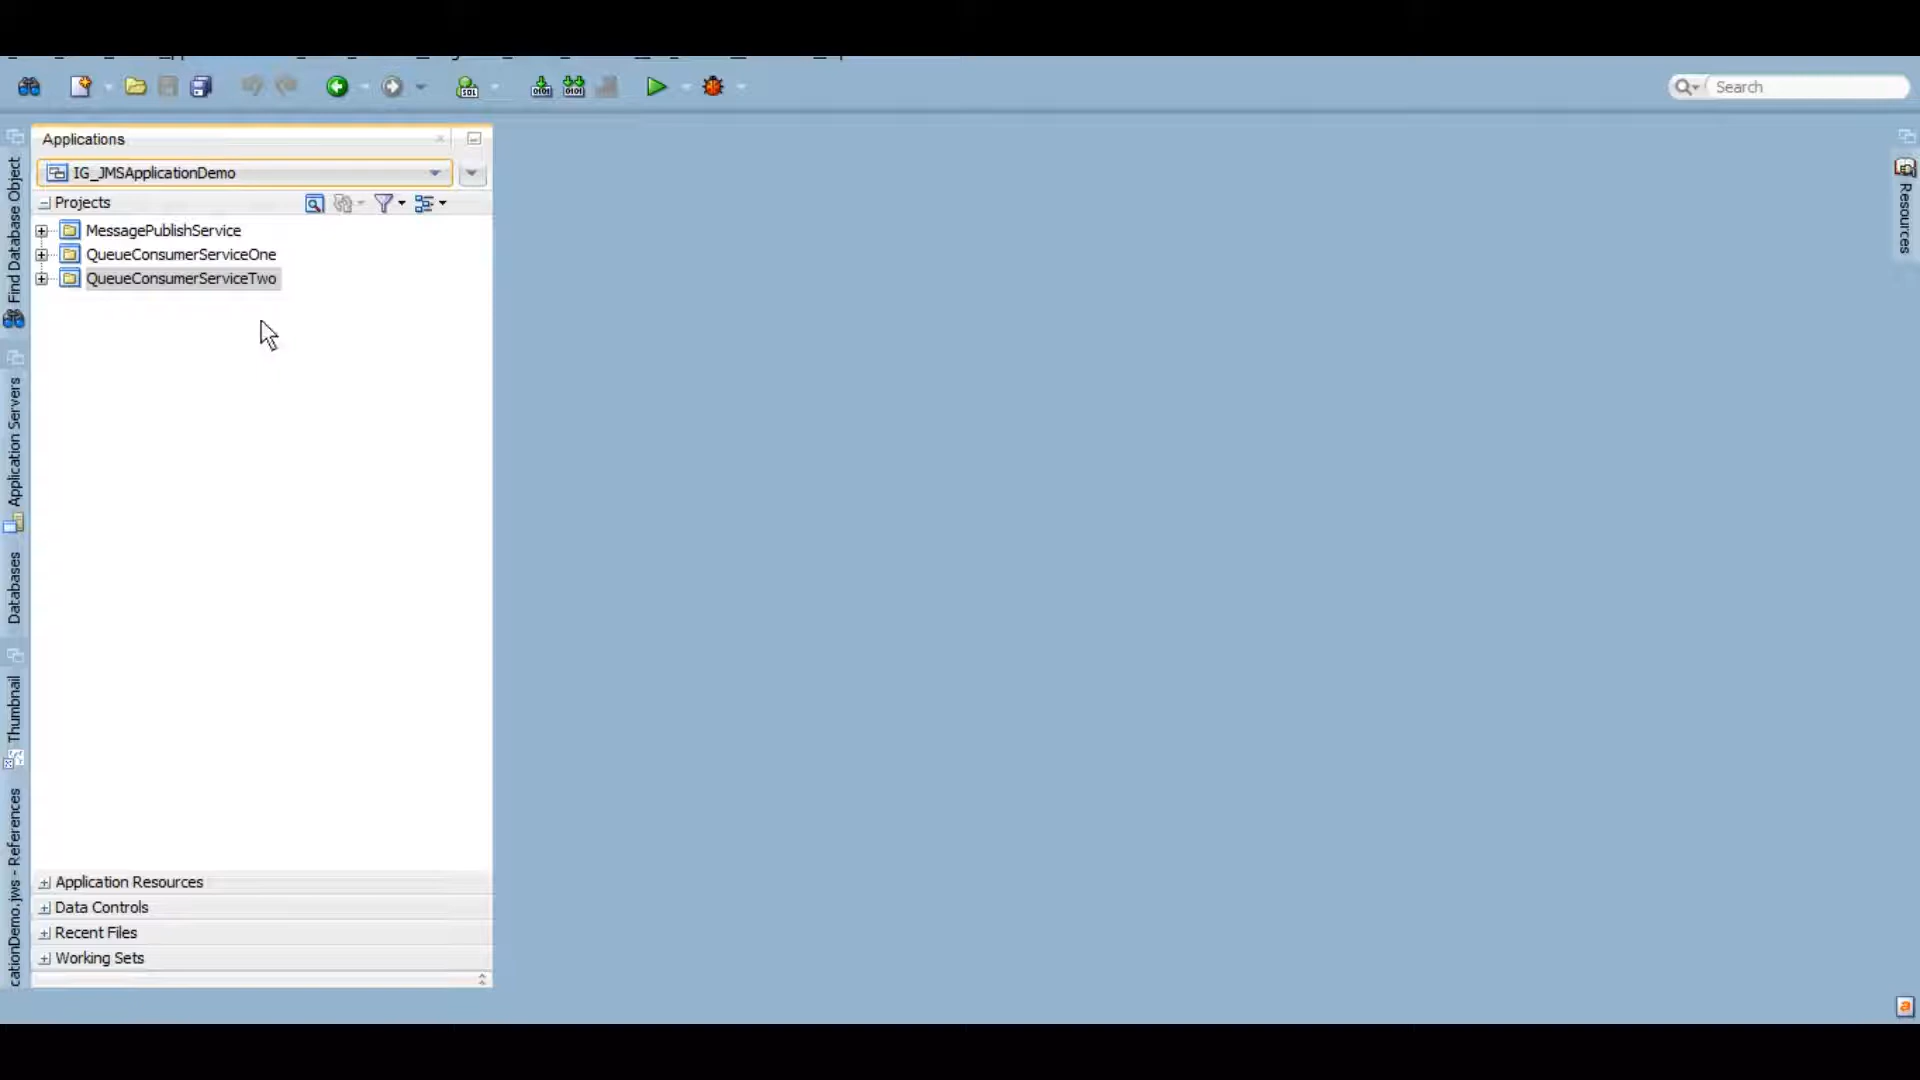 Search
Applications
IG_JMSApplicationDemo
Projects
MessagePublishService
QueueConsumerServiceOne
QueueConsumerServiceTwo
Application Resources
Data Controls
Recent Files
Working Sets
Find Database Object
Application Servers
Databases
Thumbnail
cationDemo.jws - References
Resources